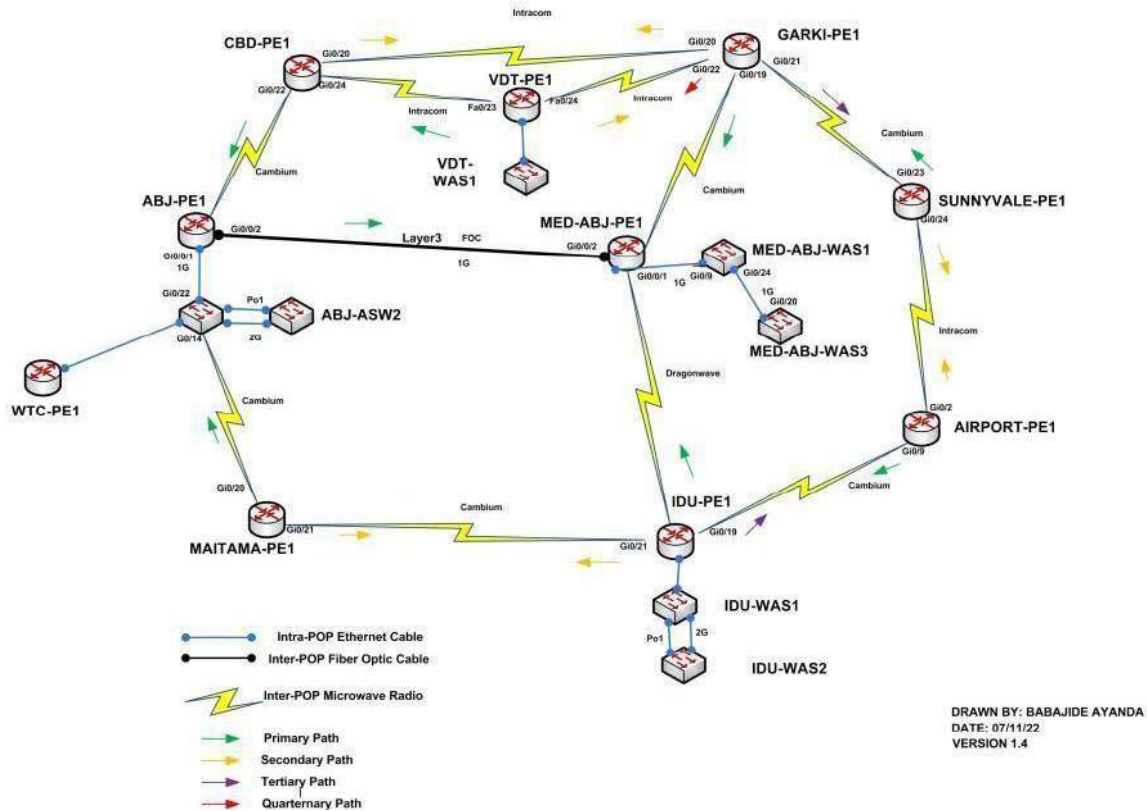 Intracom
CBD-PE1
GARKI-PE1
Gi0/20
Gi0/20
Gi0/21
Gi0/19
VDT-PE1
Gi0/22
Gi0/22
Gi0/24
Fa0/23
Fa0/24
Intracom
Intracom
Cambium
Cambium
VDT-
WAS1
Cambium
Gi0/23
SUNNYVALE-PE1
Gi0/24
ABJ-PE1
MED-ABJ-PE1
Gi0/0/2
Layer3
FOC
1G
Gi0/0/2
MED-ABJ-WAS1
Gi0/0/1
1G
Gi0/0/1
1G
Gi0/9
Gi0/24
1G
Gi0/20
MED-ABJ-WAS3
Gi0/22
Po1
2G
ABJ-ASW2
G0/14
Intracom
WTC-PE1
Cambium
Dragonwave
Gi0/2
AIRPORT-PE1
Gi0/9
Cambium
Gi0/20
MAITAMA-PE1
Gi0/21
Cambium
IDU-PE1
Gi0/21
Gi0/19
IDU-WAS1
Po1
2G
IDU-WAS2
Intra-POP Ethernet Cable
Inter-POP Fiber Optic Cable
Inter-POP Microwave Radio
Primary Path
Secondary Path
Tertiary Path
Quarternary Path
DRAWN BY: BABAJIDE AYANDA
DATE: 07/11/22
VERSION 1.4